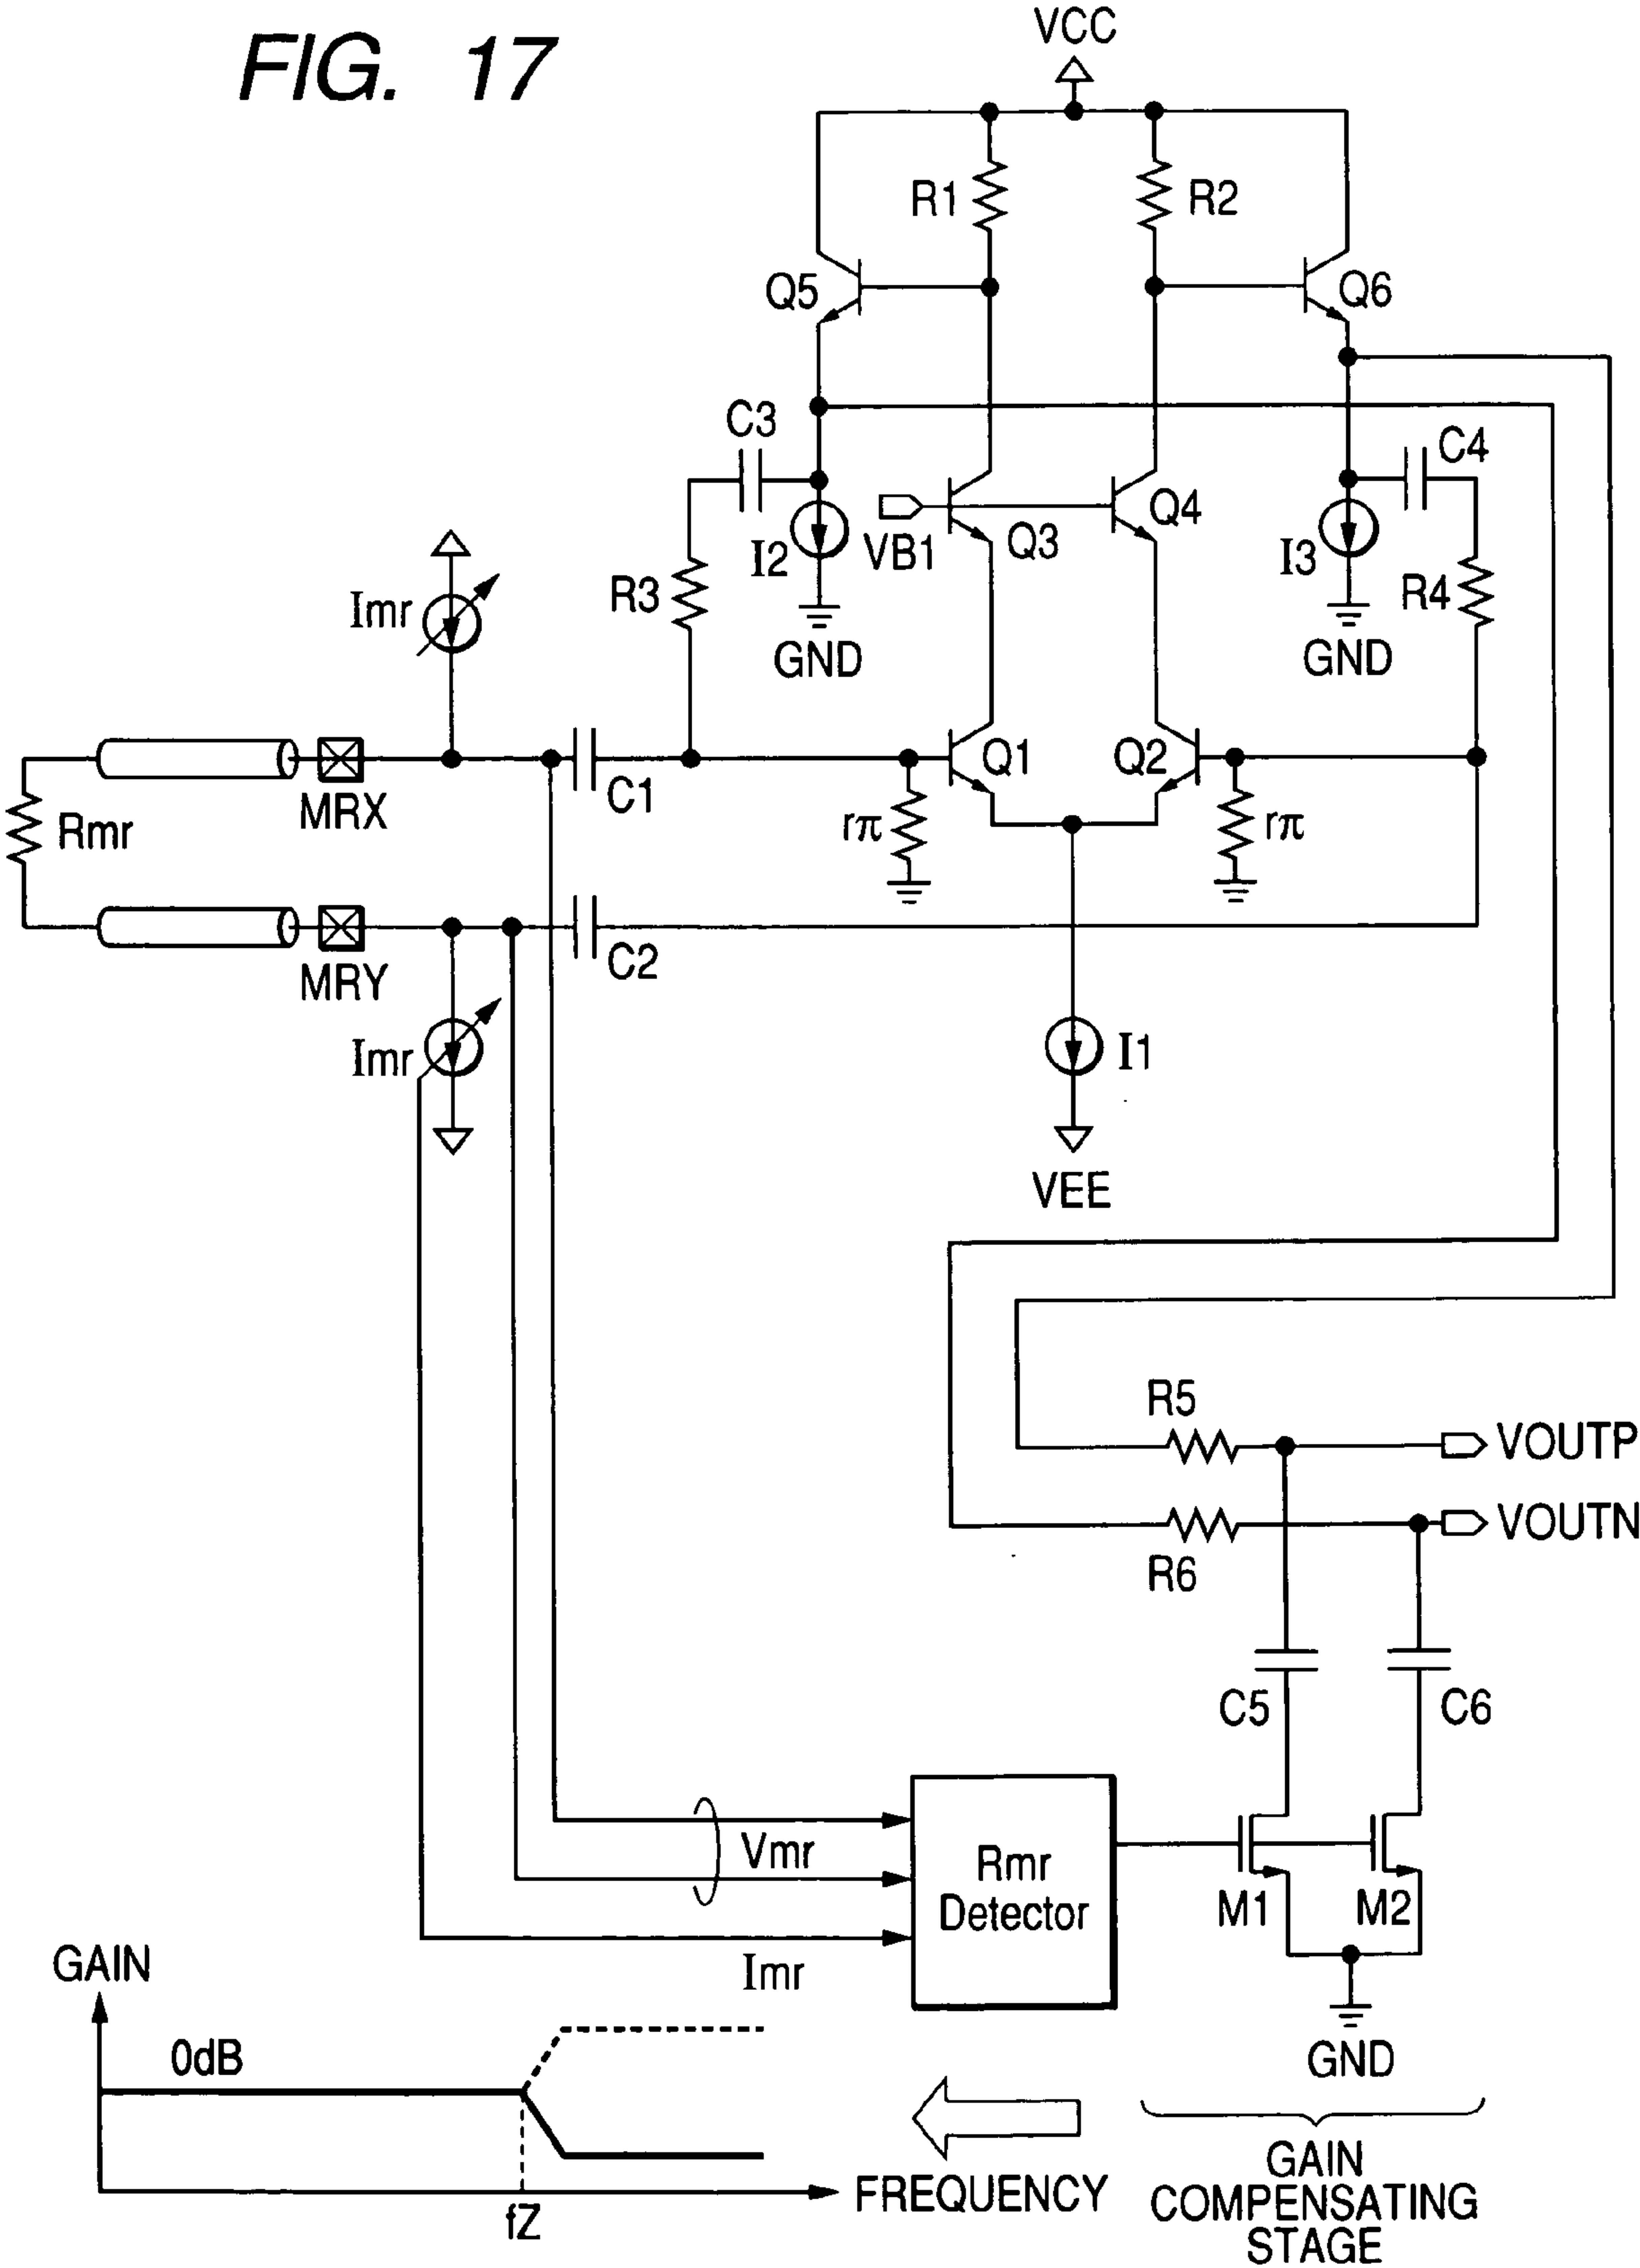 FIG. 17
VCC
R1
R2
Q5
Q6
C3
C4
VB1
Q3
Q4
I2
I3
R3
R4
Imr
GND
GND
MRX
C1
Q1
Q2
Rmr
rπ
rπ
MRY
C2
Imr
I1
VEE
R5
VOUTP
VOUTN
R6
C5
C6
Vmr
Rmr
Detector
M1
M2
Imr
GAIN
0dB
GND
FREQUENCY
fZ
GAIN
COMPENSATING
STAGE